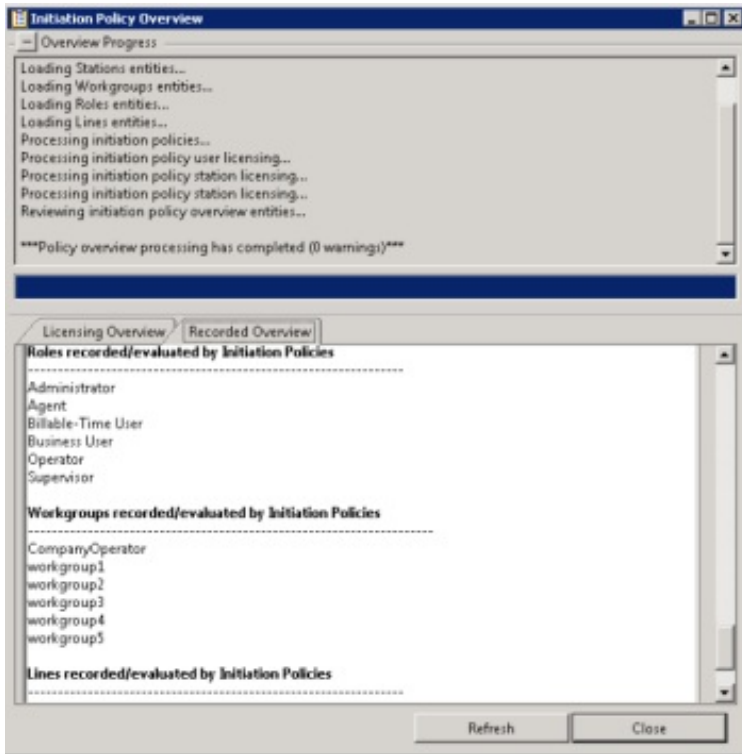 Initiation Policy Overview
Overview Progress
Loading Stations entities...
Loading Workgroups entities...
Loading Roles entities...
Loading Lines entities...
Processing initiation policies...
Processing initiation policy user licensing...
Processing initiation policy station licensing...
Processing initiation policy station licensing...
Reviewing initiation policy overview entities...
***Policy overview processing has completed (0 warnings)***
Licensing Overview Recorded Overview
Roles recorded/evaluated by Initiation Policies
--------------------------------------------------------------------------
Administrator
Agent
Billable-Time User
Business User
Operator
Supervisor
Workgroups recorded/evaluated by Initiation Policies
--------------------------------------------------------------------------------
CompanyOperator
workgroup1
workgroup2
workgroup3
workgroup4
workgroup5
Lines recorded/evaluated by Initiation Policies
--------------------------------------------------------------------------
Refresh Close